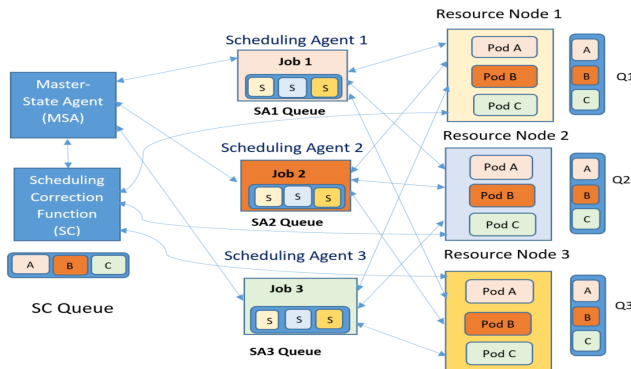 Master-
State Agent
(MSA)
Scheduling
Correction
Function
(SC)
A B C
SC Queue
Scheduling Agent 1
Job 1
S S S
SA1 Queue
Scheduling Agent 2
Job 2
S S S
SA2 Queue
Scheduling Agent 3
Job 3
S S S
SA3 Queue
Resource Node 1
Pod A
Pod B
Pod C
A
B
C
Q1
Resource Node 2
Pod A
Pod B
Pod C
A
B
C
Q2
Resource Node 3
Pod A
Pod B
Pod C
A
B
C
Q3